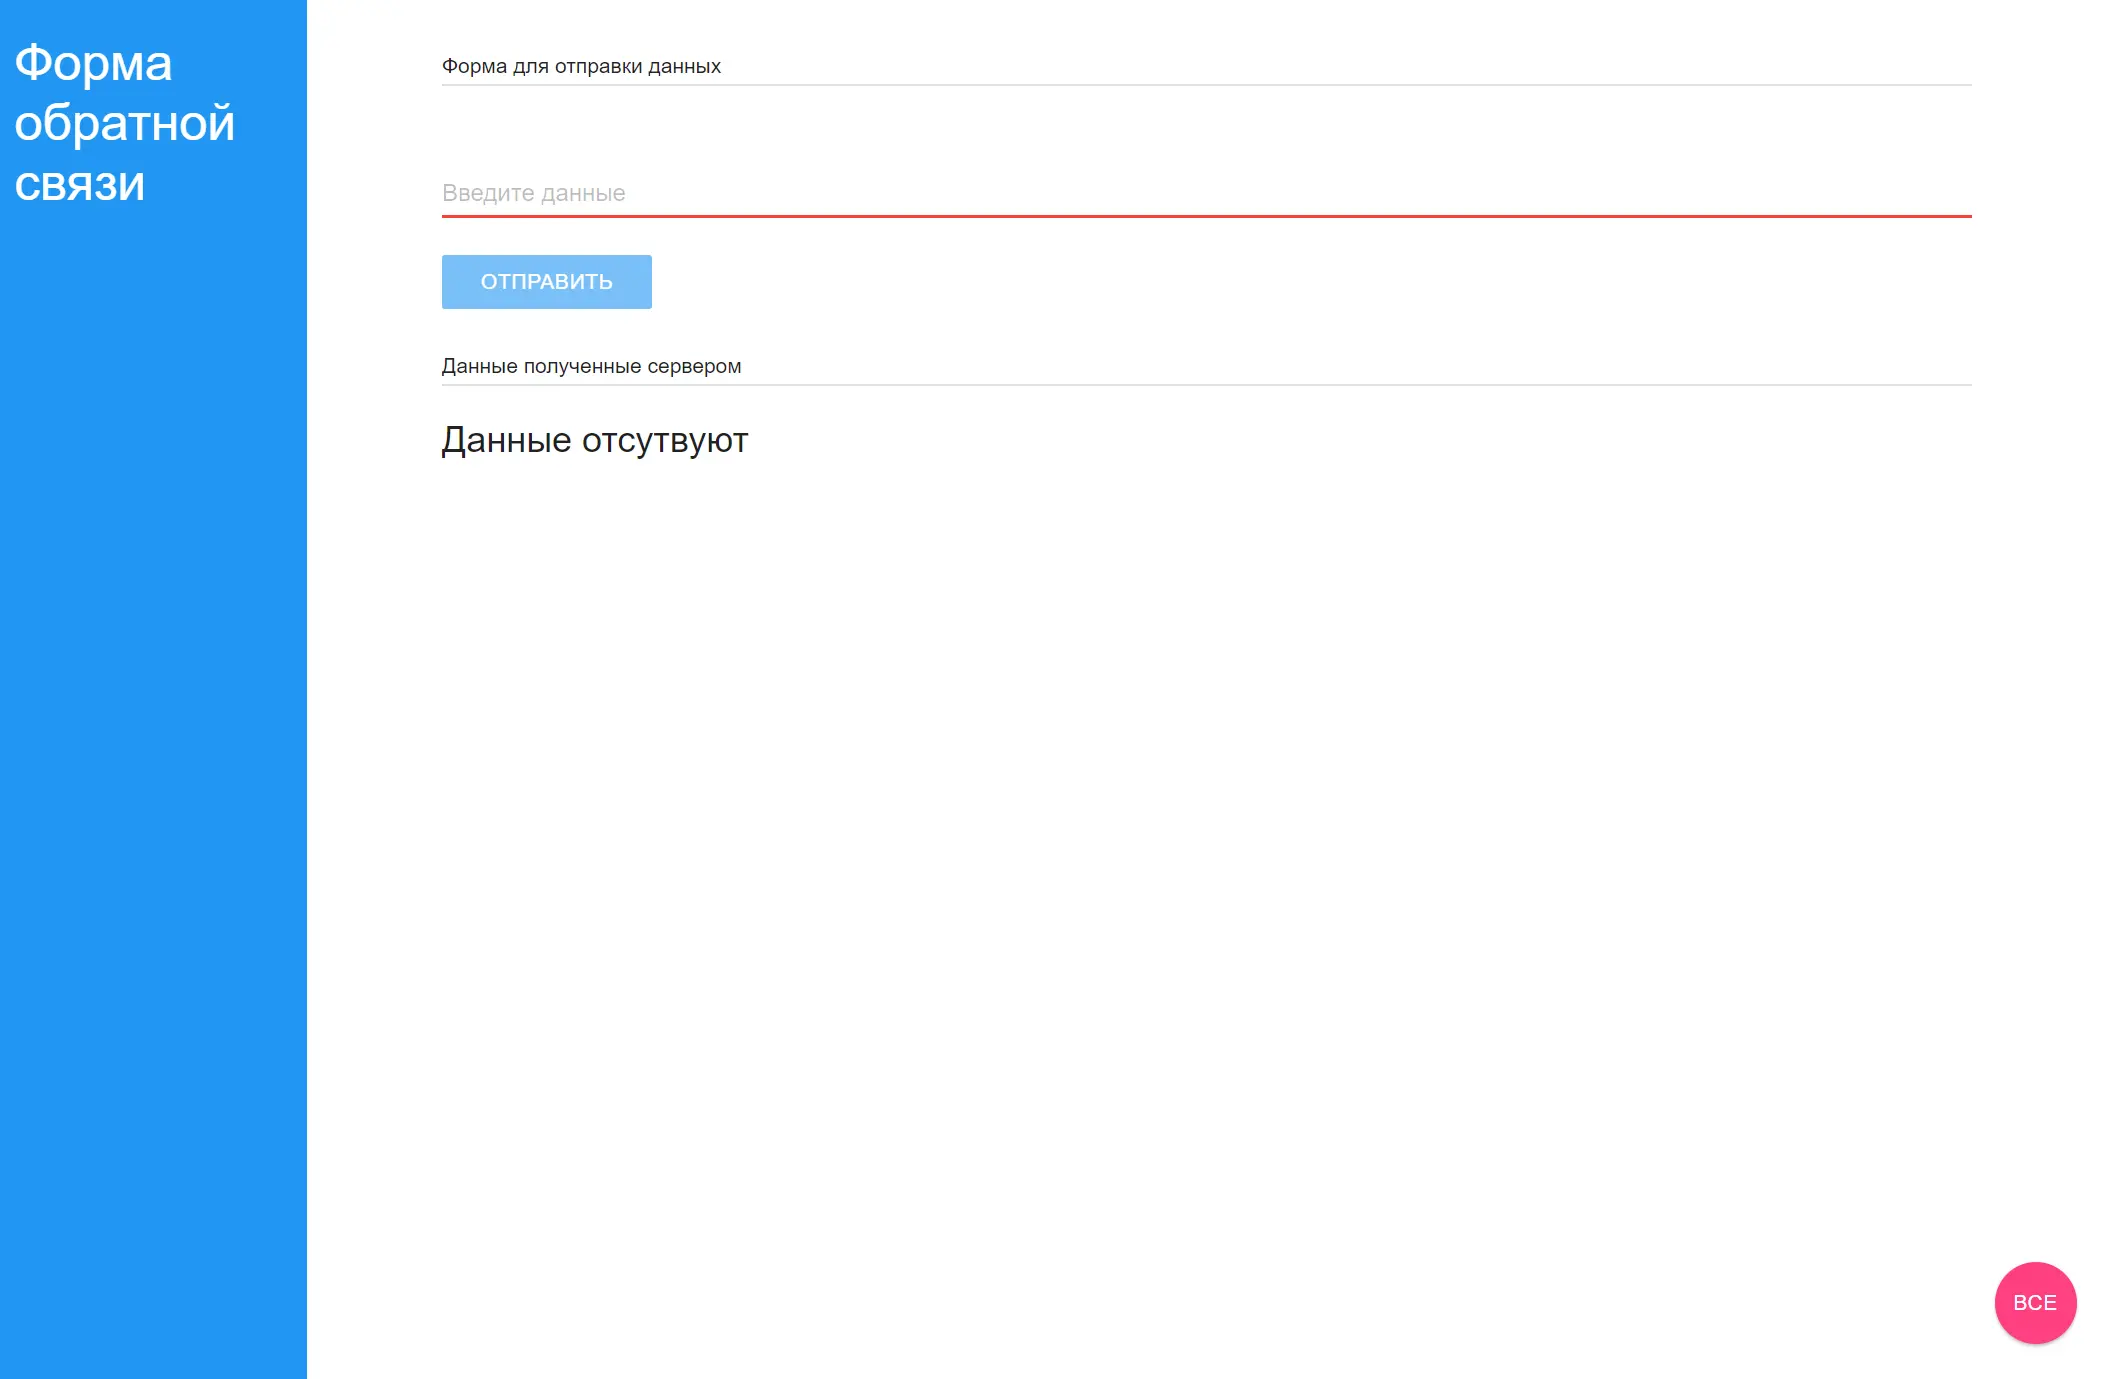 Форма
обратной
связи
Форма для отправки данных
Введите данные
ОТПРАВИТЬ
Данные полученные сервером
Данные отсутвуют
ВСЕ